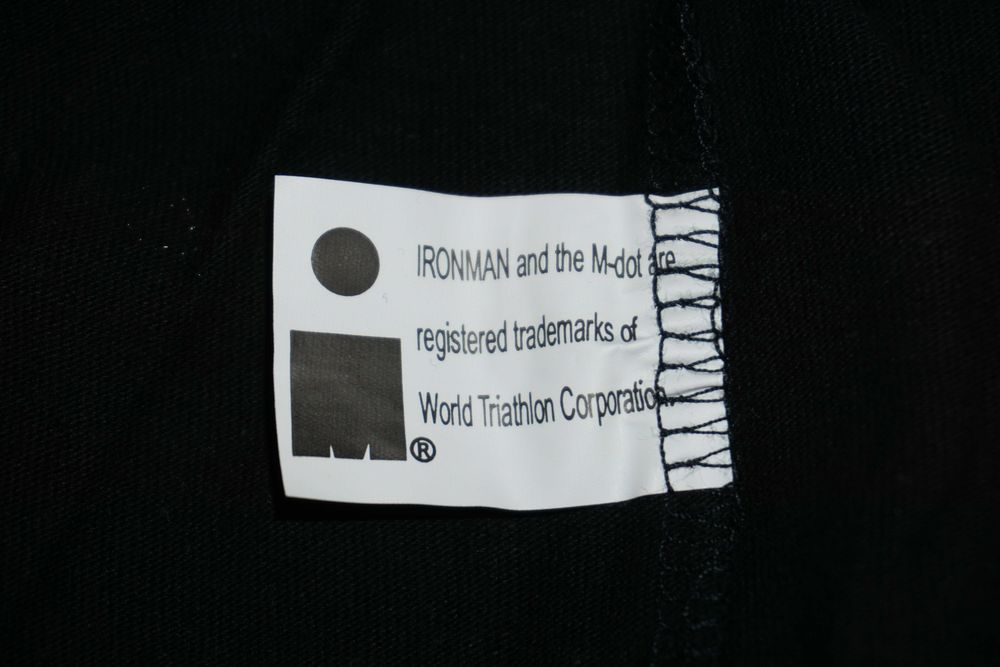 IRONMAN and the M-dot are
registered trademarks of
World Triathlon Corporation.
®